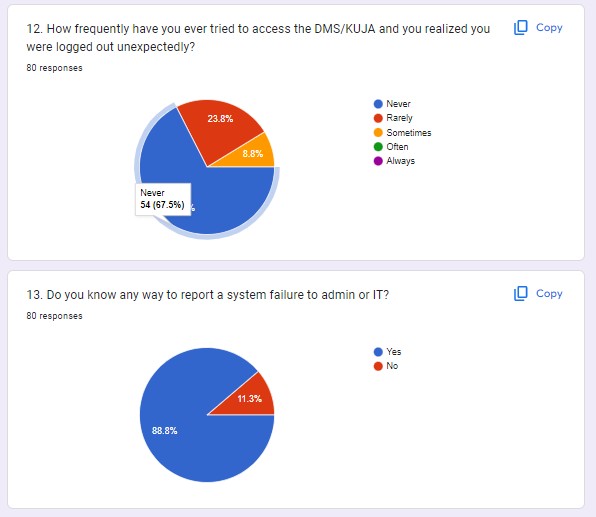 12. How frequently have you ever tried to access the DMS/KUJA and you realized you
were logged out unexpectedly?
Copy
80 responses
23.8%
8.8%
Never
54 (67.5%)
Never
Rarely
Sometimes
Often
Always
13. Do you know any way to report a system failure to admin or IT?
Copy
80 responses
11.3%
88.8%
Yes
No